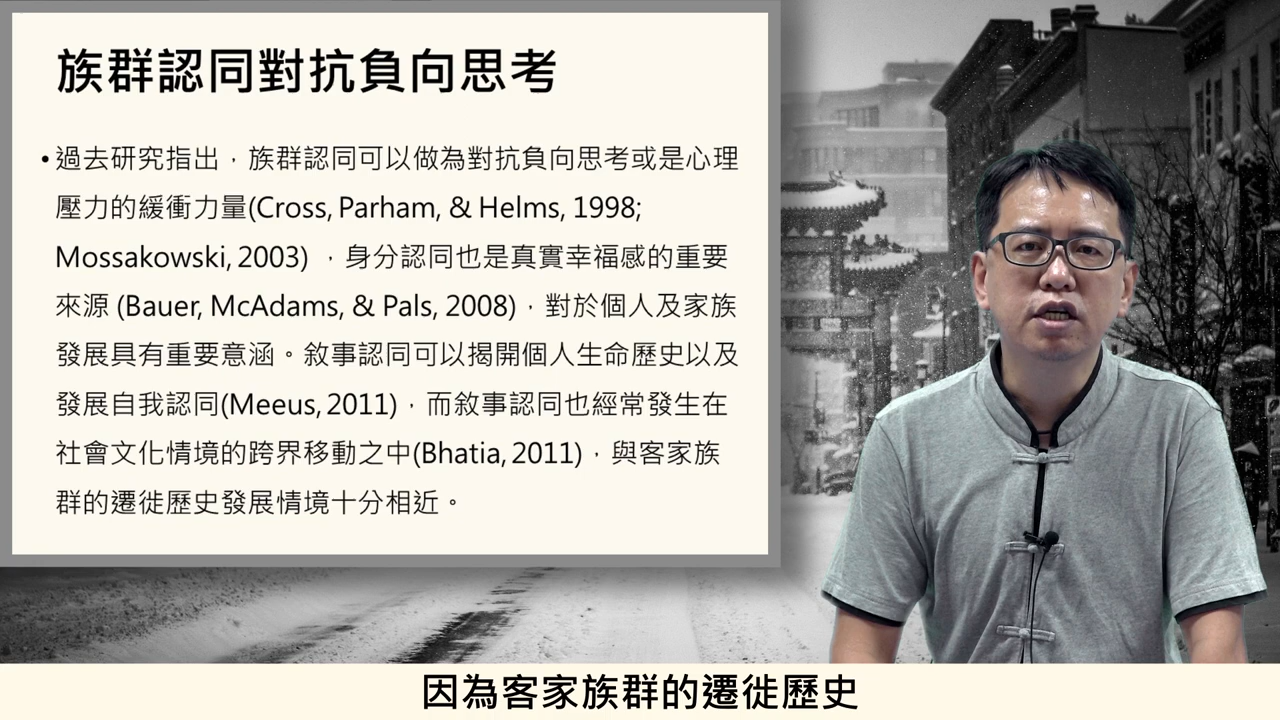 族群認同對抗負向思考
•過去研究指出，族群認同可以做為對抗負向思考或是心理
壓力的緩衝力量(Cross, Parham, & Helms, 1998;
Mossakowski, 2003) ，身分認同也是真實幸福感的重要
來源 (Bauer, McAdams, & Pals, 2008)，對於個人及家族
發展具有重要意涵。敘事認同可以揭開個人生命歷史以及
發展自我認同(Meeus, 2011)，而敘事認同也經常發生在
社會文化情境的跨界移動之中(Bhatia, 2011)，與客家族
群的遷徙歷史發展情境十分相近。
因為客家族群的遷徙歷史